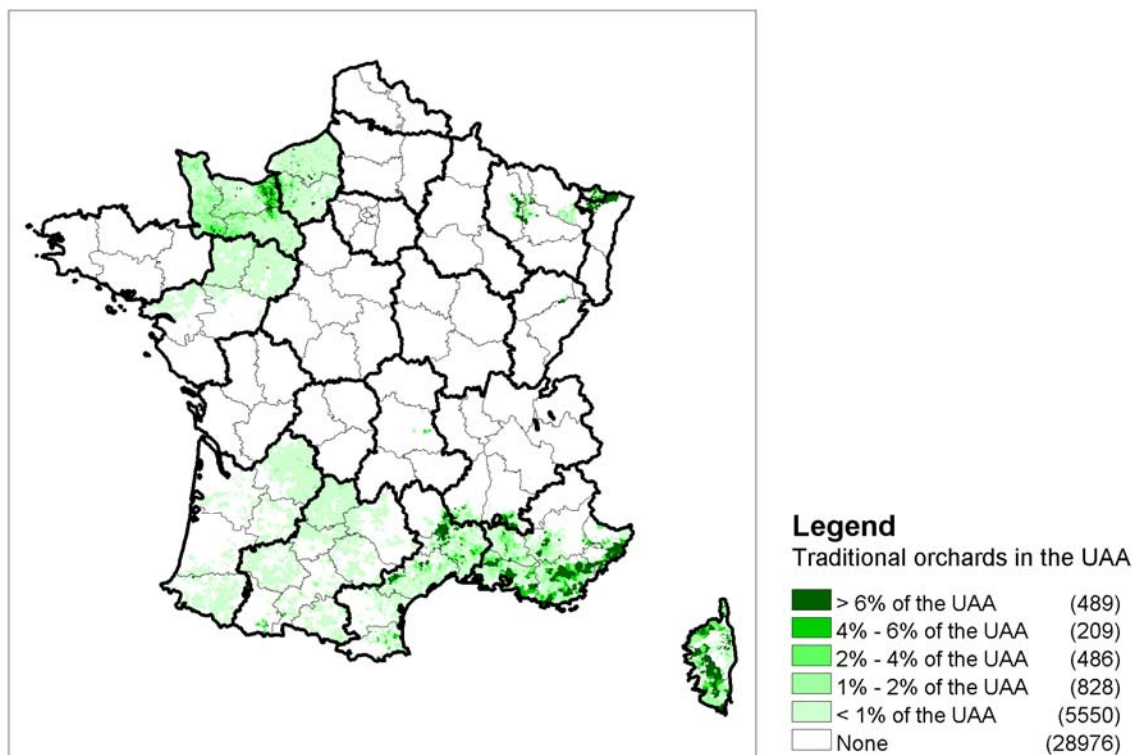 Legend
Traditional orchards in the UAA
> 6% of the UAA (489)
4% - 6% of the UAA (209)
2% - 4% of the UAA (486)
1% - 2% of the UAA (828)
< 1% of the UAA (5550)
None (28976)